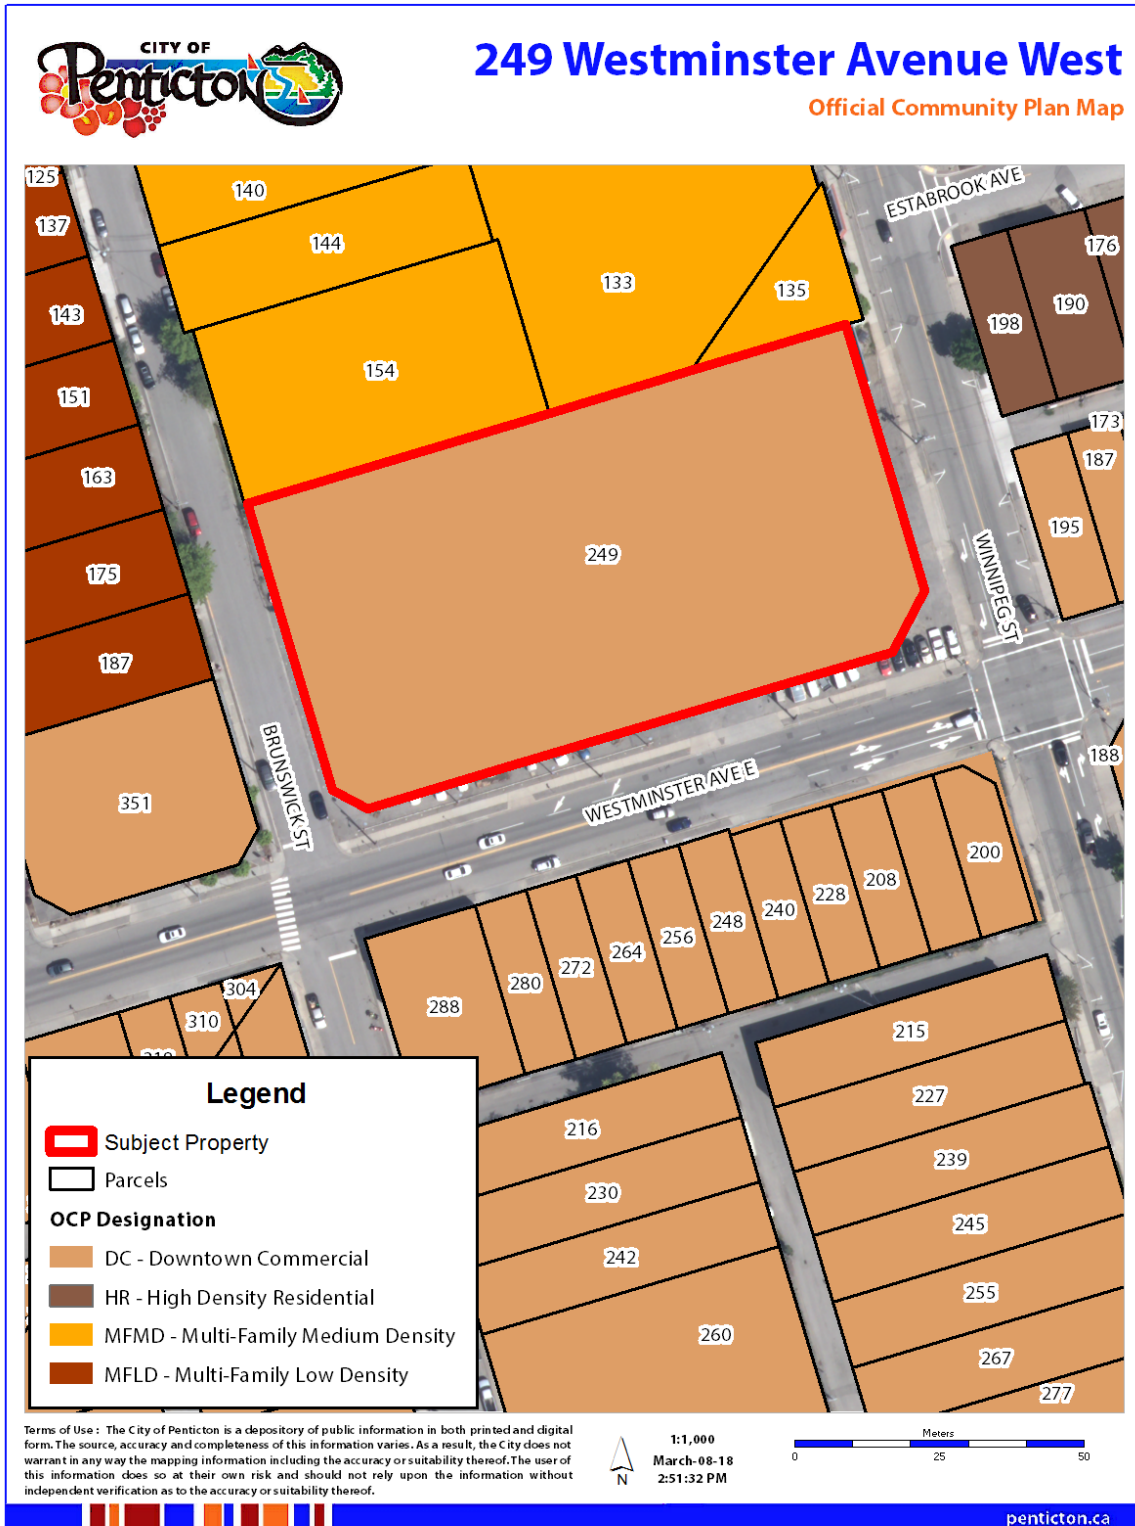 CITY OF
Penticton
249 Westminster Avenue West
Official Community Plan Map
125
137
140
144
133
135
ESTABROOK AVE
176
190
198
143
151
154
163
173
187
195
249
175
187
WINNIPEG ST
BRUNSWICK ST
351
WESTMINSTER AVE E
188
200
208
228
240
248
256
264
272
280
288
304
310
215
227
216
239
230
245
242
255
260
267
277
Legend
Subject Property
Parcels
OCP Designation
DC - Downtown Commercial
HR - High Density Residential
MFMD - Multi-Family Medium Density
MFLD - Multi-Family Low Density
Terms of Use : The City of Penticton is a depository of public information in both printed and digital
form. The source, accuracy and completeness of this information varies. As a result, the City does not
warrant in any way the mapping information including the accuracy or suitability thereof. The user of
this information does so at their own risk and should not rely upon the information without
independent verification as to the accuracy or suitability thereof.
N
1:1,000
March-08-18
2:51:32 PM
Meters
0 25 50
penticton.ca